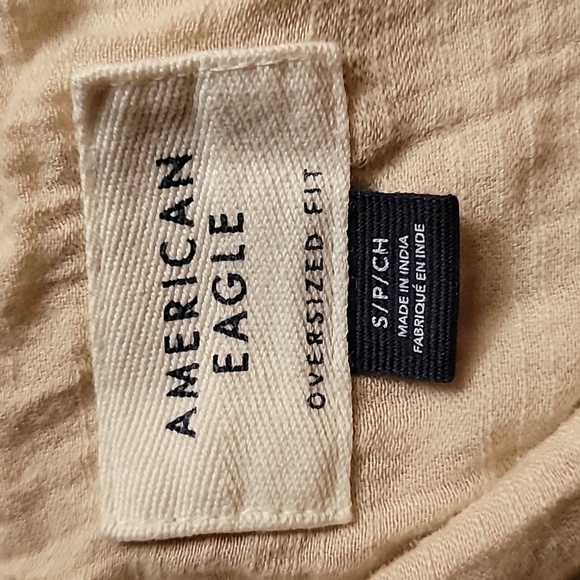 AMERICAN
EAGLE
OVERSIZED FIT
S/P/CH
MADE IN INDIA
FABRIQUÉ EN INDE